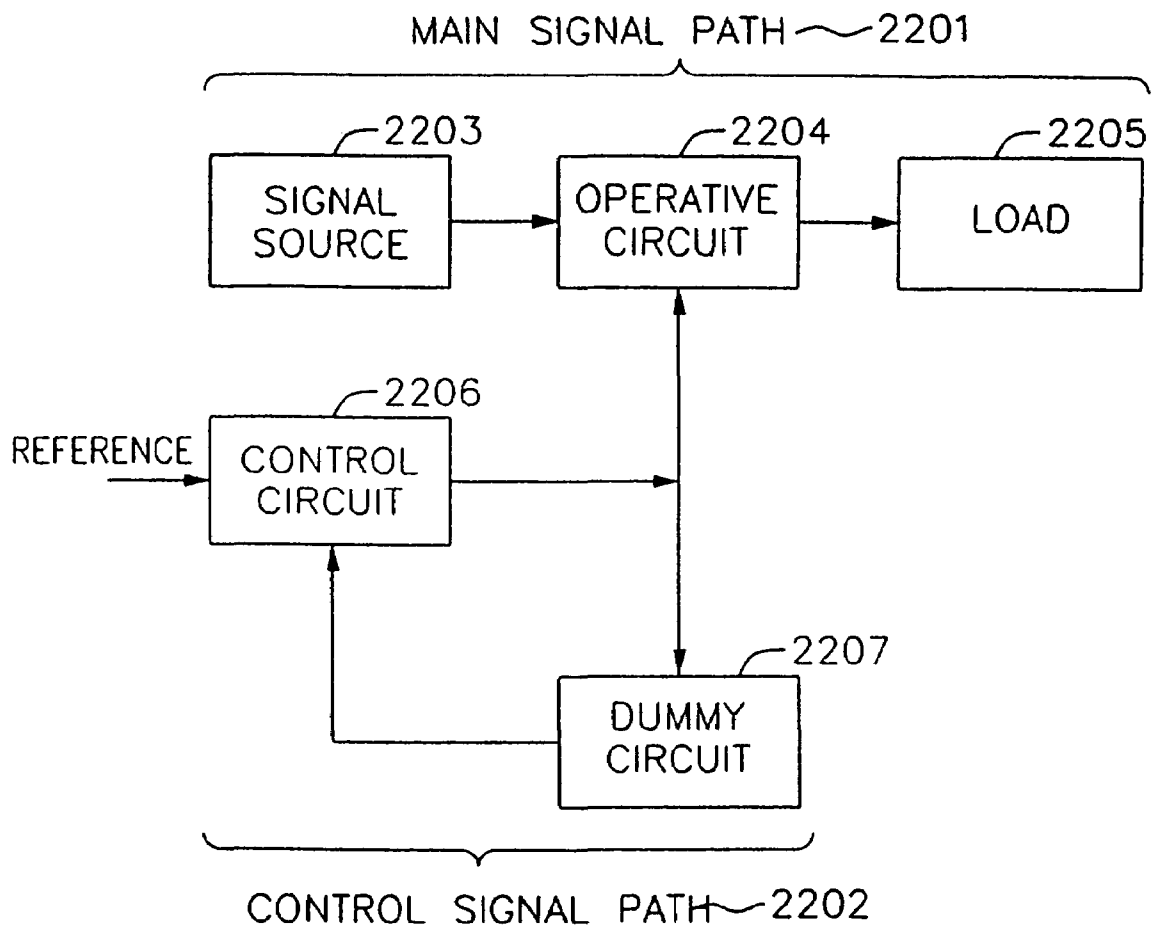 MAIN SIGNAL PATH 2201
2203
2204
2205
SIGNAL
SOURCE
OPERATIVE
CIRCUIT
LOAD
2206
REFERENCE
CONTROL
CIRCUIT
2207
DUMMY
CIRCUIT
CONTROL SIGNAL PATH 2202